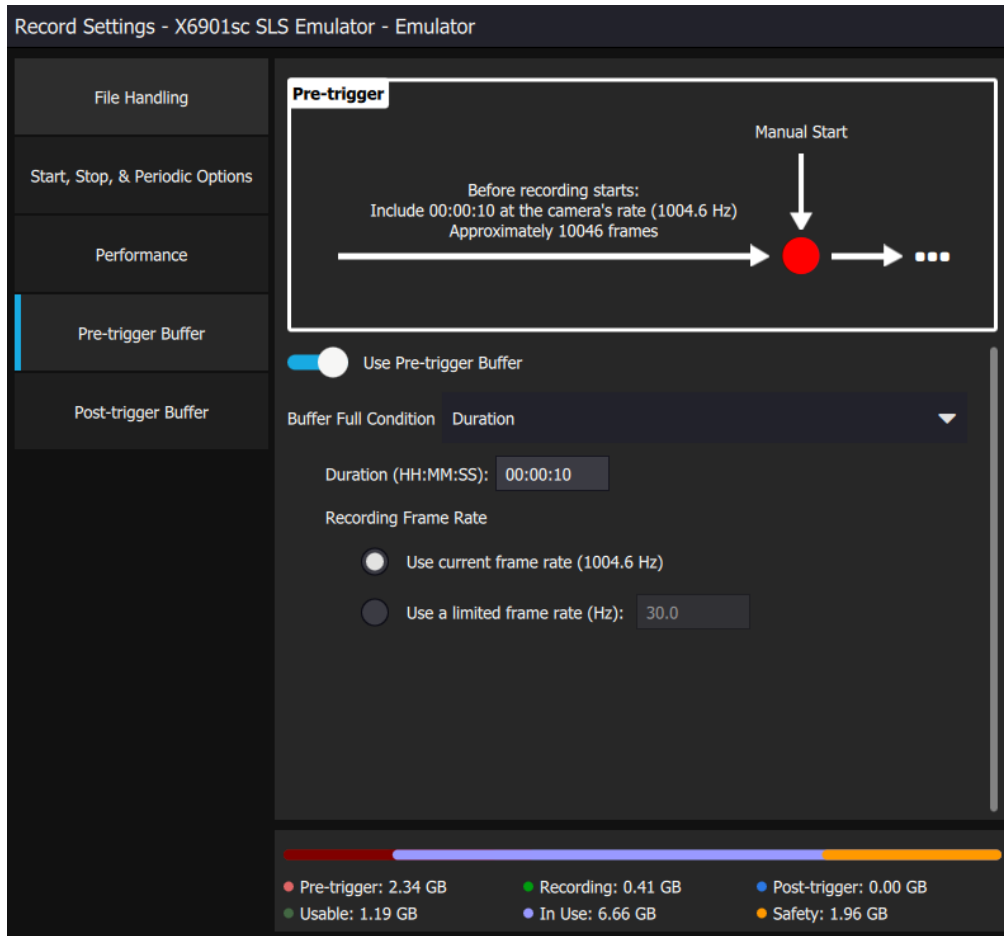 Record Settings - X6901sc SLS Emulator - Emulator
File Handling
Start, Stop, & Periodic Options
Performance
Pre-trigger Buffer
Post-trigger Buffer
Pre-trigger
Manual Start
Before recording starts:
Include 00:00:10 at the camera's rate (1004.6 Hz)
Approximately 10046 frames
Use Pre-trigger Buffer
Buffer Full Condition Duration
Duration (HH:MM:SS): 00:00:10
Recording Frame Rate
Use current frame rate (1004.6 Hz)
Use a limited frame rate (Hz): 30.0
Pre-trigger: 2.34 GB Recording: 0.41 GB Post-trigger: 0.00 GB
Usable: 1.19 GB In Use: 6.66 GB Safety: 1.96 GB